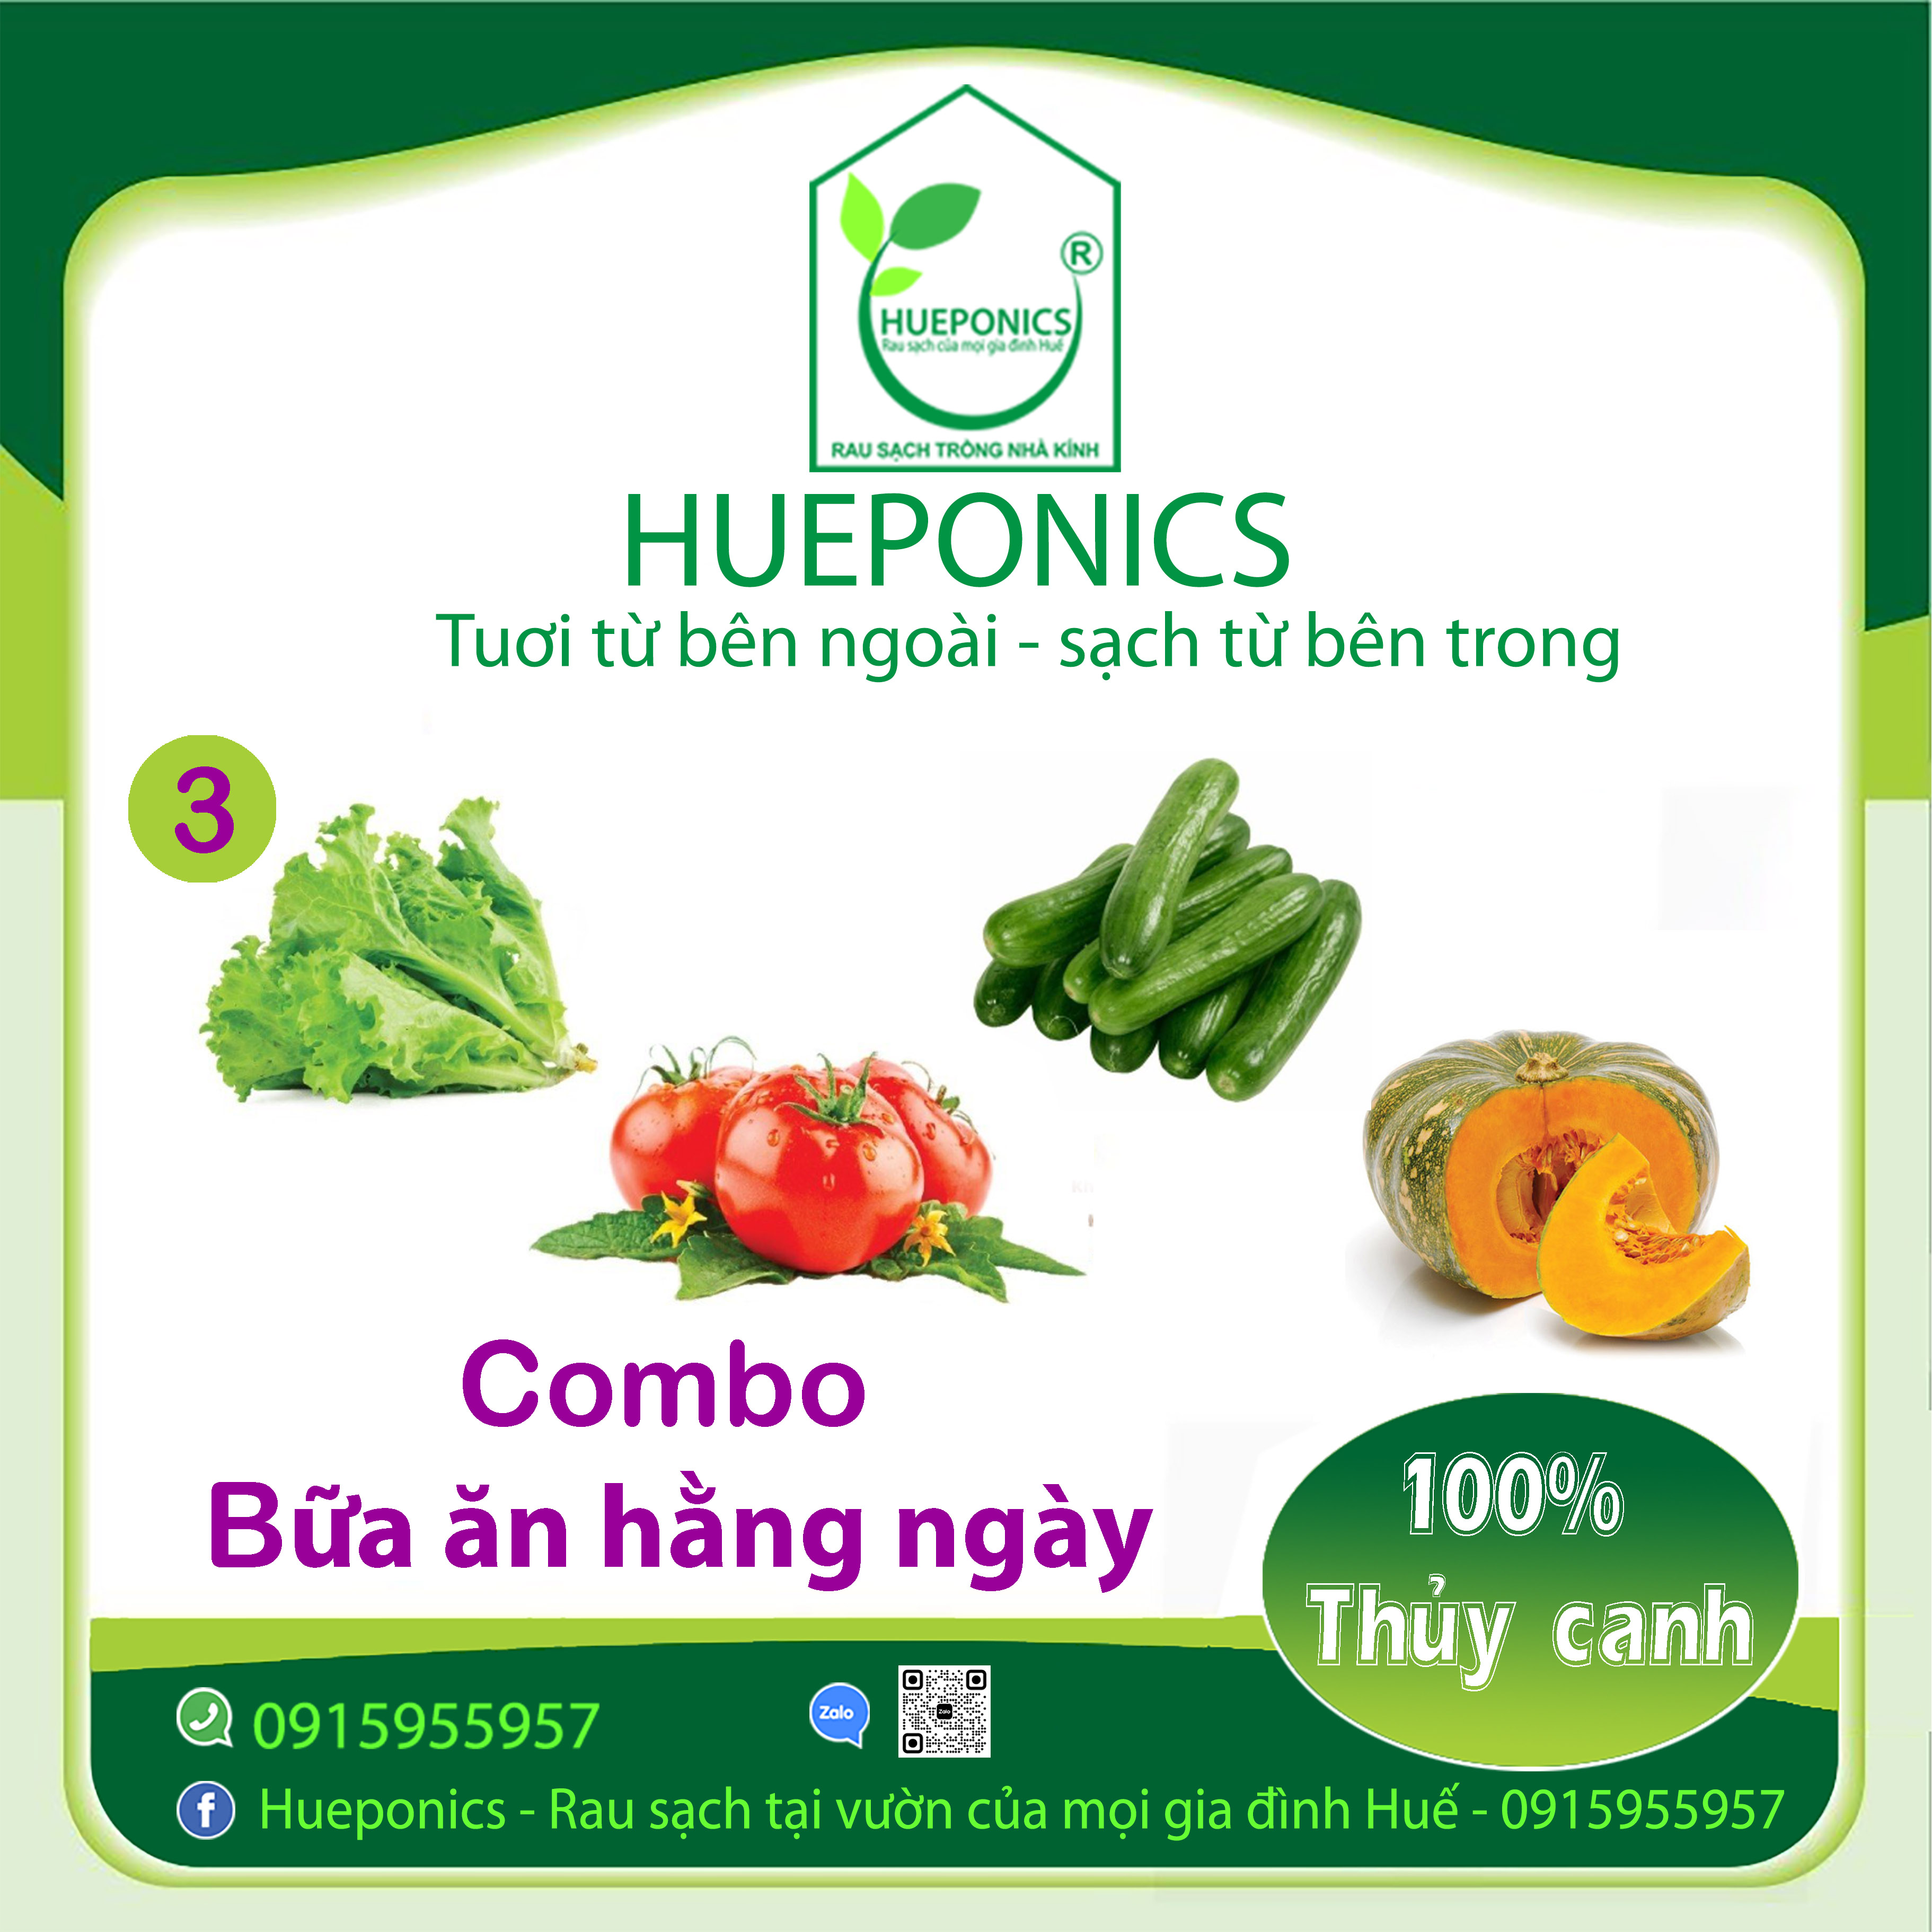 ®
HUEPONICS
Rau sạch của mọi gia đình Huế
RAU SẠCH TRỒNG NHÀ KÍNH
HUEPONICS
Tươi từ bên ngoài - sạch từ bên trong
3
Combo
Bữa ăn hằng ngày
100%
Thủy canh
0915955957
Zalo
Zalo
Hueponics - Rau sạch tại vườn của mọi gia đình Huế - 0915955957